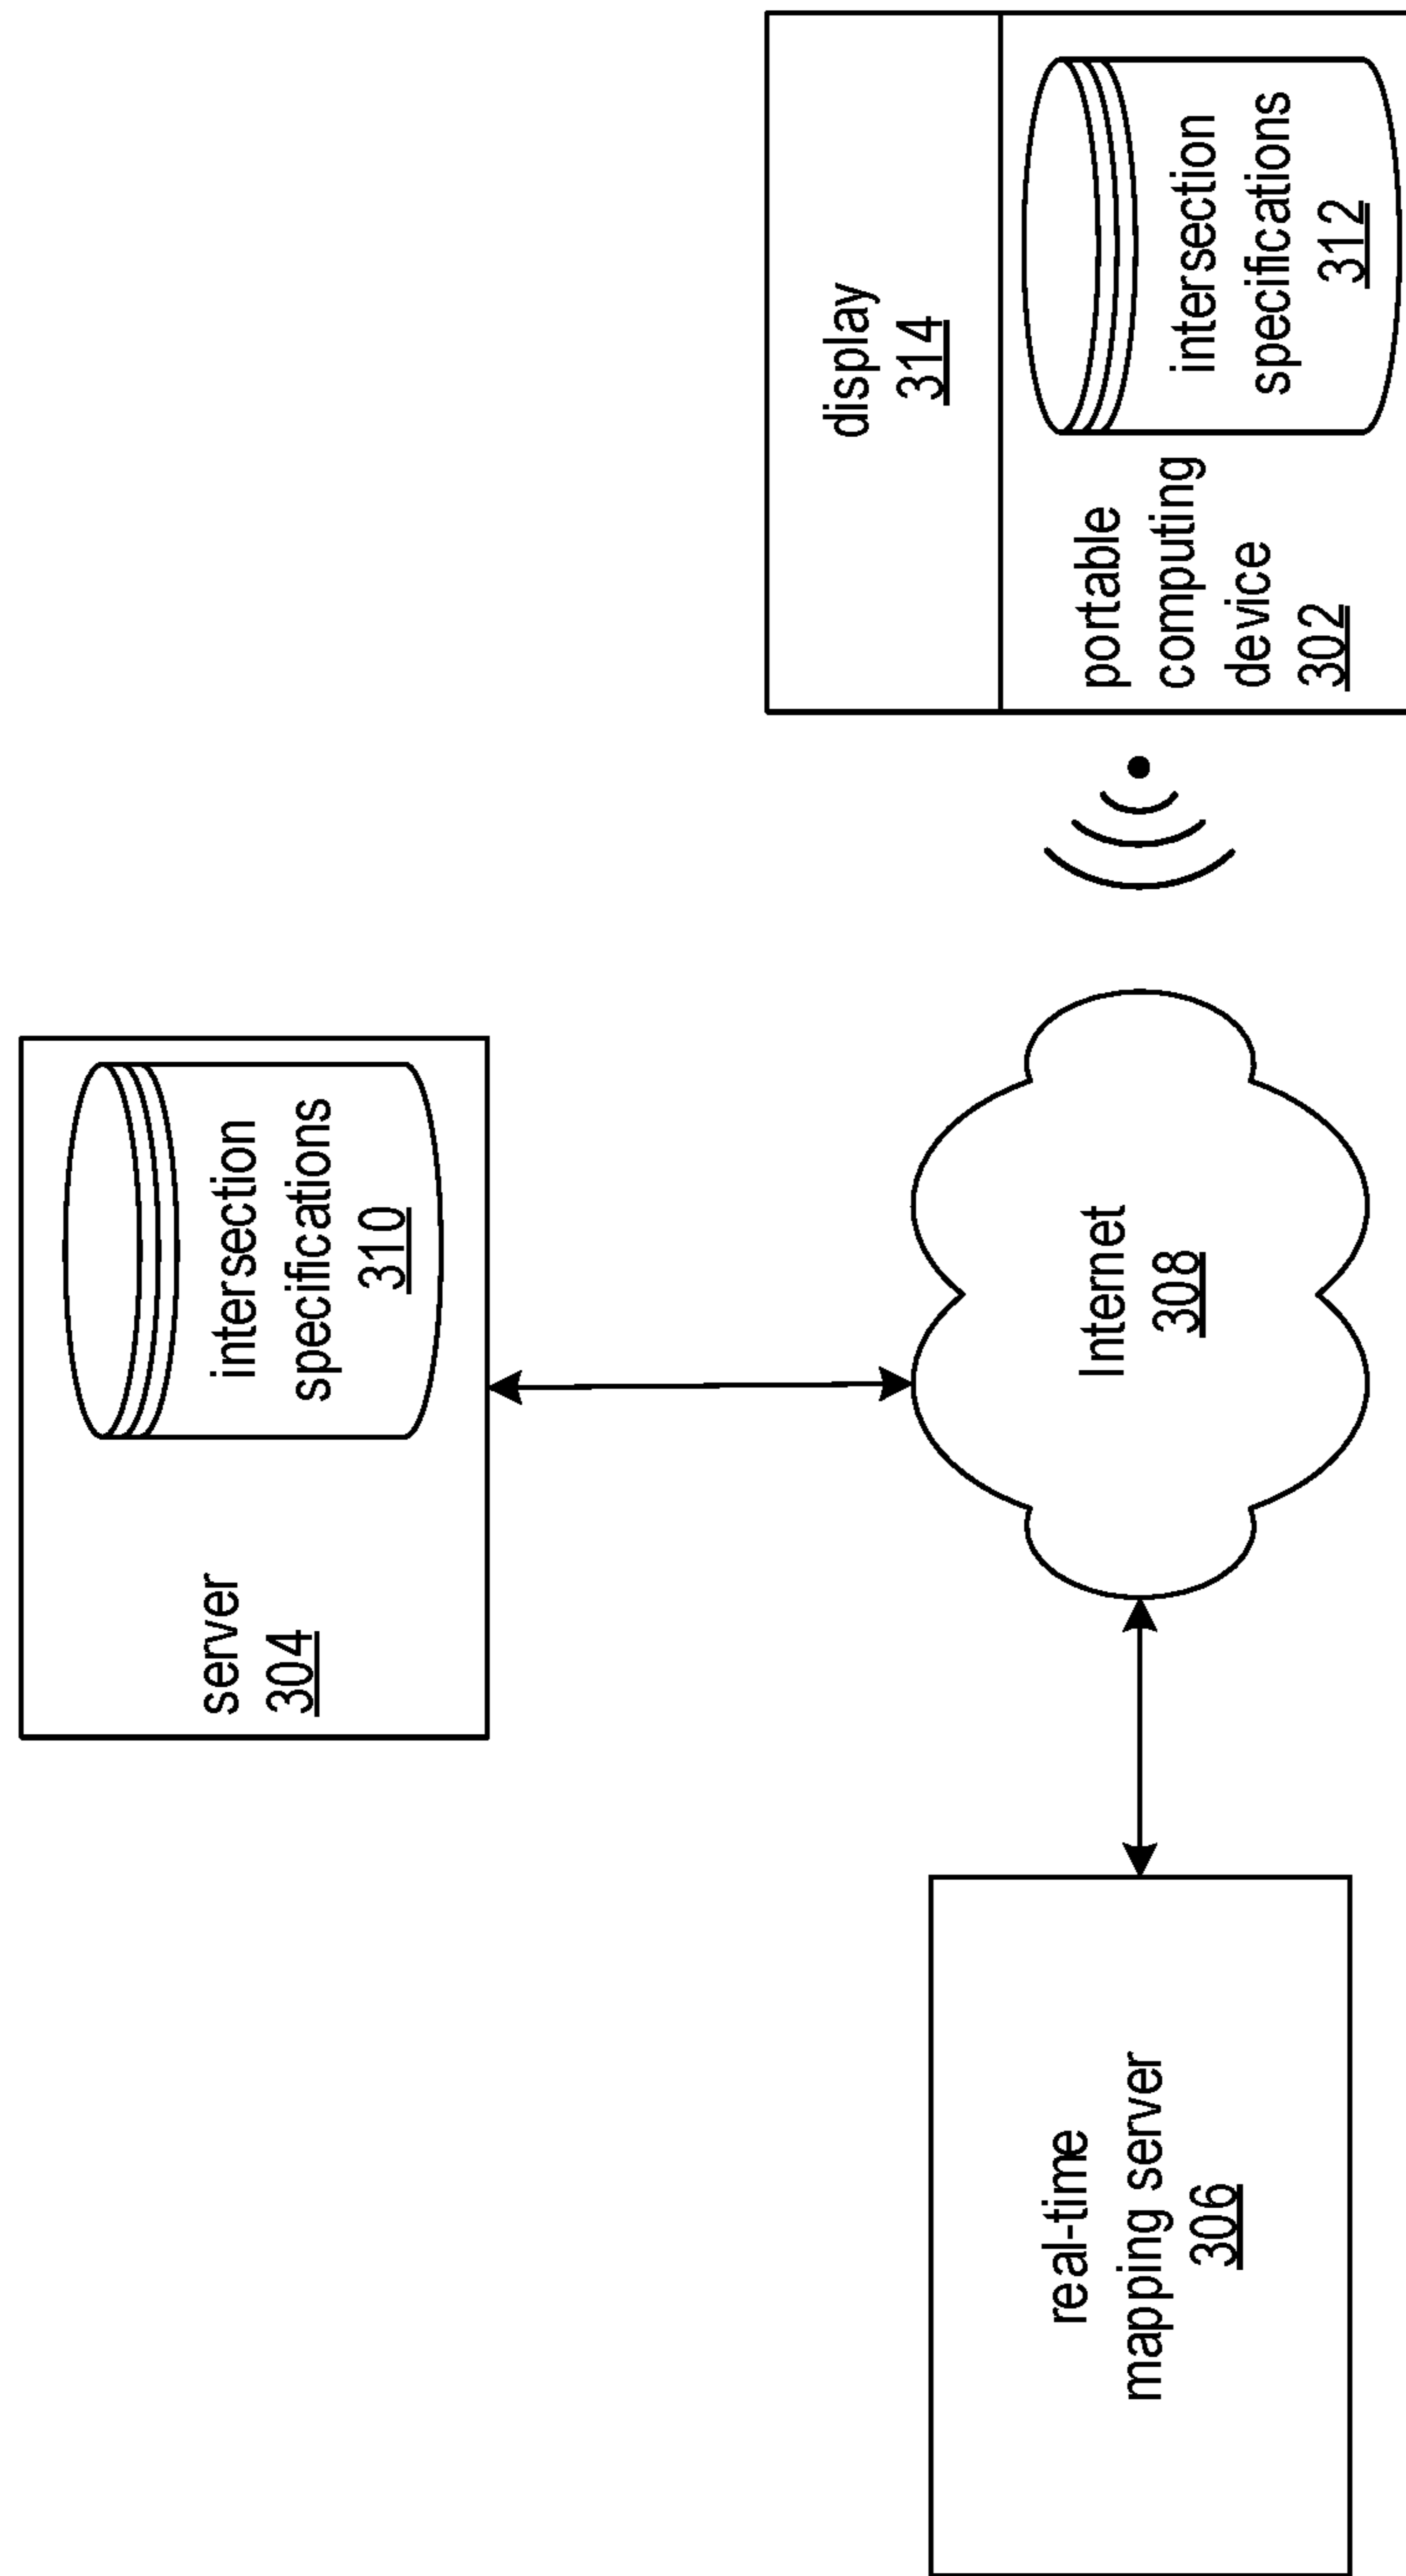 server
304
intersection
specifications
310
display
314
real-time
mapping server
306
Internet
308
portable
computing
device
302
intersection
specifications
312